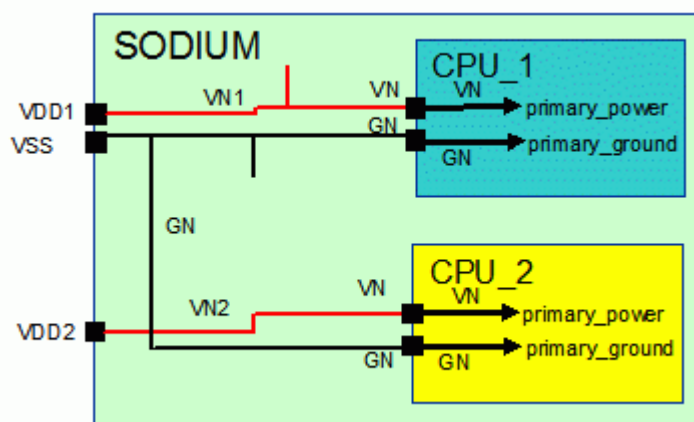 SODIUM
CPU_1
VDD1
VN1
VN
VN
primary_power
VSS
GN
GN
primary_ground
GN
CPU_2
VDD2
VN2
VN
VN
primary_power
GN
GN
primary_ground